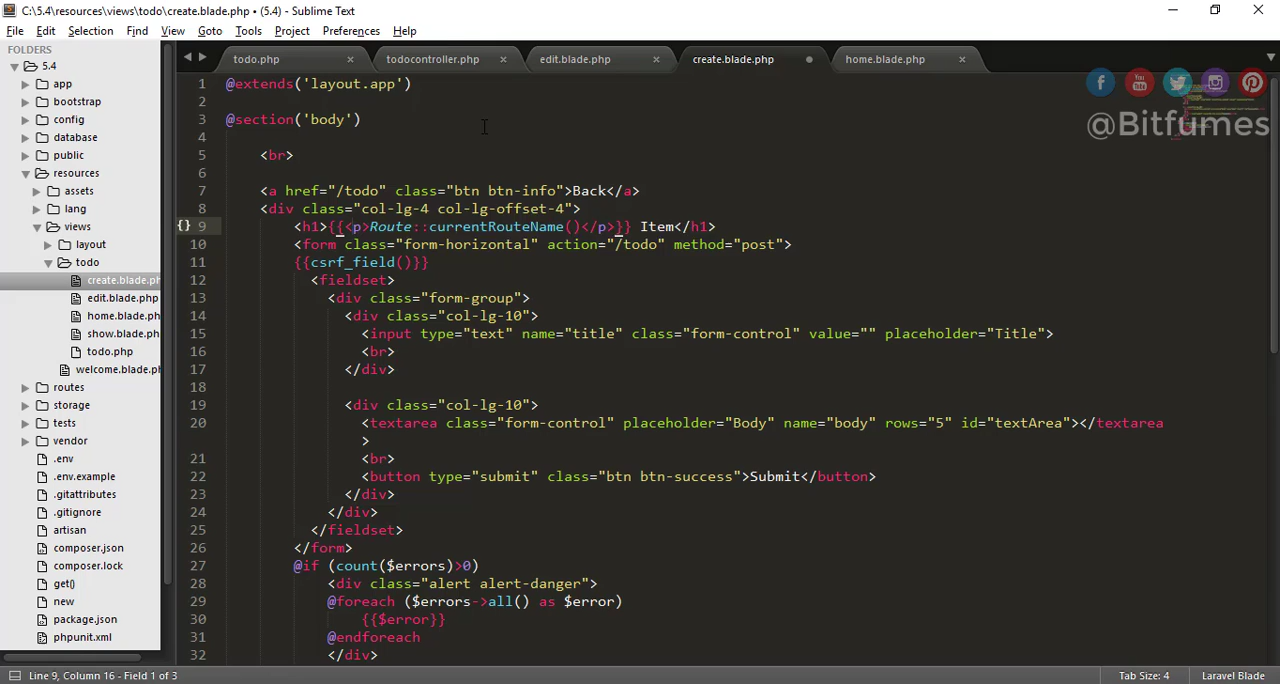 C:\5.4\resources\views\todo\create.blade.php • (5.4) - Sublime Text
File Edit Selection Find View Goto Tools Project Preferences Help
FOLDERS
5.4
app
bootstrap
config
database
public
resources
assets
lang
views
layout
todo
create.blade.ph
edit.blade.php
home.blade.ph
show.blade.ph
todo.php
welcome.blade.ph
routes
storage
tests
vendor
.env
.env.example
.gitattributes
.gitignore
artisan
composer.json
composer.lock
get()
new
package.json
phpunit.xml
todo.php × todocontroller.php × edit.blade.php × create.blade.php • home.blade.php ×
@Bitfumes
1 @extends('layout.app')
2
3 @section('body')
4
5 <br>
6
7 <a href="/todo" class="btn btn-info">Back</a>
8 <div class="col-lg-4 col-lg-offset-4">
{} 9 <h1>{{<p>Route::currentRouteName()</p>}} Item</h1>
10 <form class="form-horizontal" action="/todo" method="post">
11 {{csrf_field()}}
12 <fieldset>
13 <div class="form-group">
14 <div class="col-lg-10">
15 <input type="text" name="title" class="form-control" value="" placeholder="Title">
16 <br>
17 </div>
18
19 <div class="col-lg-10">
20 <textarea class="form-control" placeholder="Body" name="body" rows="5" id="textArea"></textarea
>
21 <br>
22 <button type="submit" class="btn btn-success">Submit</button>
23 </div>
24 </div>
25 </fieldset>
26 </form>
27 @if (count($errors)>0)
28 <div class="alert alert-danger">
29 @foreach ($errors->all() as $error)
30 {{$error}}
31 @endforeach
32 </div>
Line 9, Column 16 - Field 1 of 3
Tab Size: 4 Laravel Blade